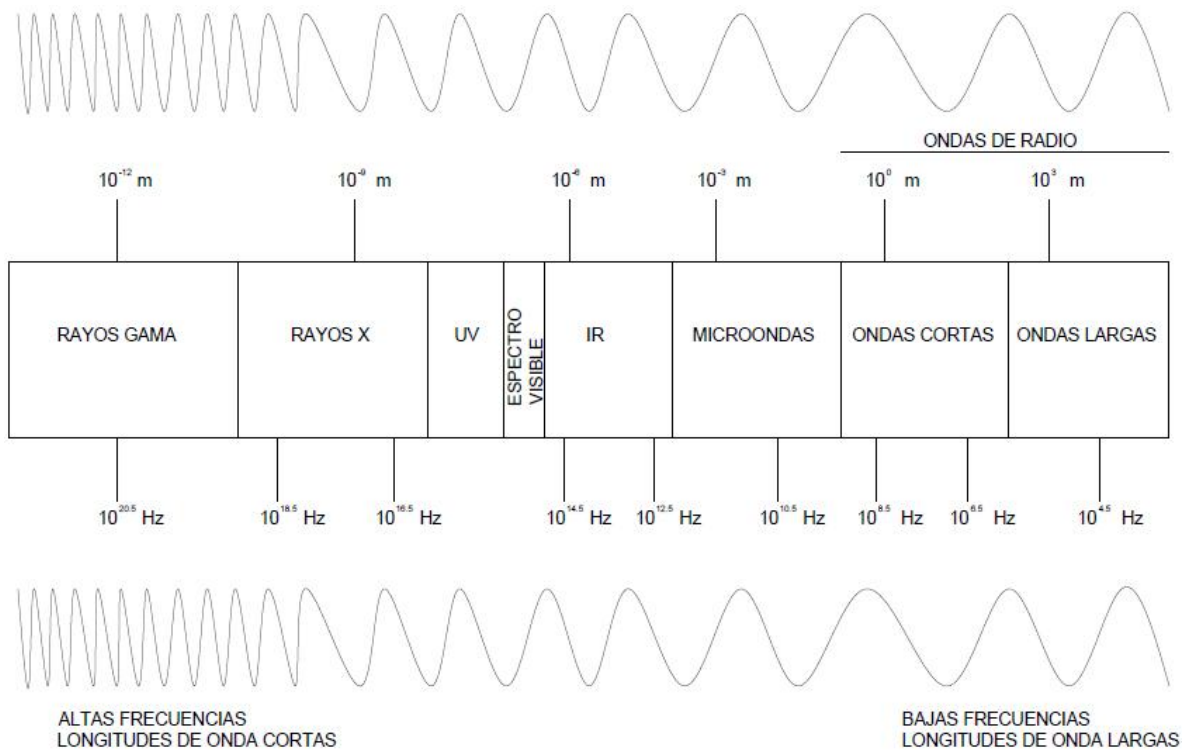 ONDAS DE RADIO
10⁻¹² m
10⁻⁹ m
10⁻⁶ m
10⁻³ m
10⁰ m
10³ m
RAYOS GAMA
RAYOS X
UV
ESPECTRO
VISIBLE
IR
MICROONDAS
ONDAS CORTAS
ONDAS LARGAS
10²⁰·⁵ Hz
10¹⁸·⁵ Hz
10¹⁶·⁵ Hz
10¹⁴·⁵ Hz
10¹²·⁵ Hz
10¹⁰·⁵ Hz
10⁸·⁵ Hz
10⁶·⁵ Hz
10⁴·⁵ Hz
ALTAS FRECUENCIAS
LONGITUDES DE ONDA CORTAS
BAJAS FRECUENCIAS
LONGITUDES DE ONDA LARGAS